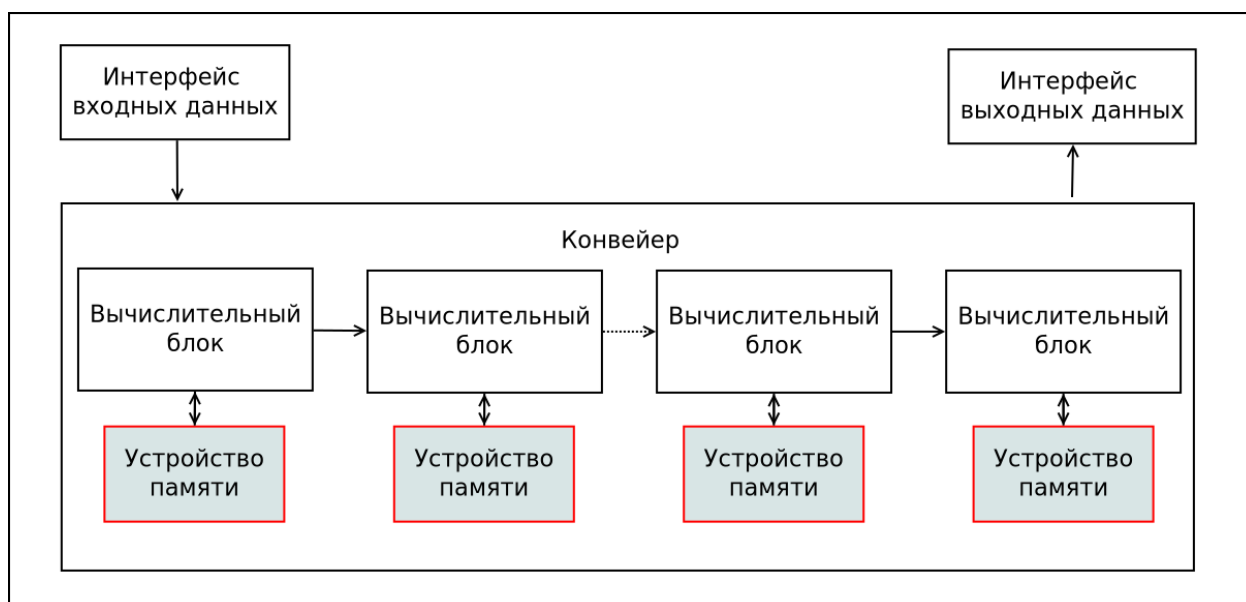 Интерфейс
входных данных
Интерфейс
выходных данных
Конвейер
Вычислительный
блок
Вычислительный
блок
Вычислительный
блок
Вычислительный
блок
Устройство
памяти
Устройство
памяти
Устройство
памяти
Устройство
памяти